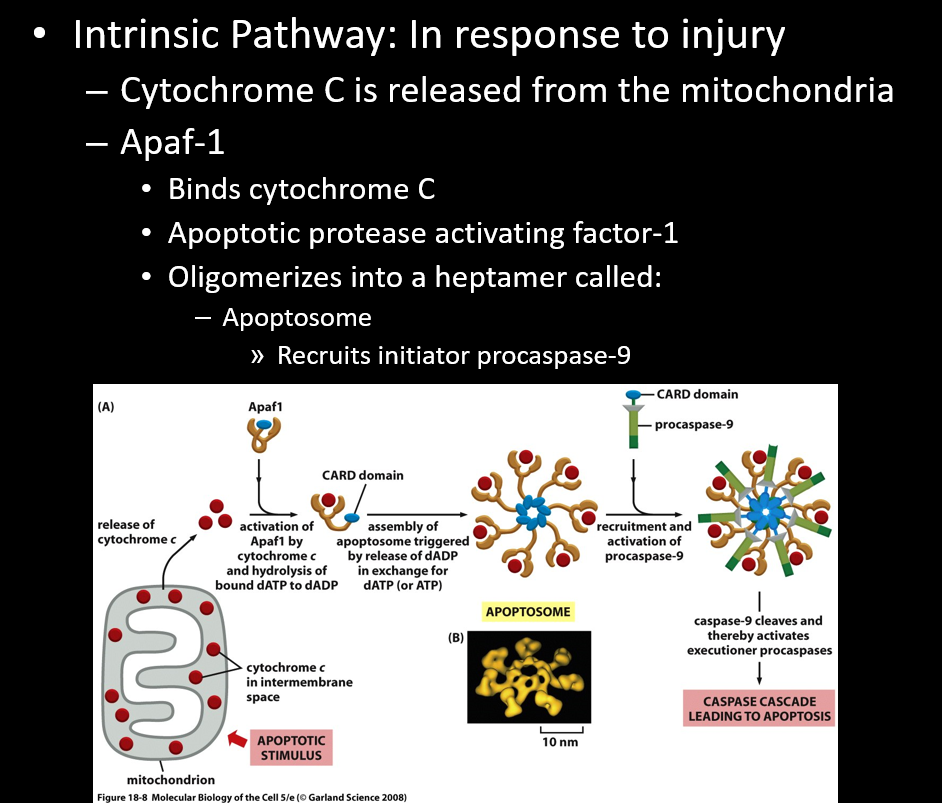 • Intrinsic Pathway: In response to injury
– Cytochrome C is released from the mitochondria
– Apaf-1
• Binds cytochrome C
• Apoptotic protease activating factor-1
• Oligomerizes into a heptamer called:
– Apoptosome
» Recruits initiator procaspase-9
(A)
Apaf1
CARD domain
procaspase-9
CARD domain
release of
cytochrome c
activation of
Apaf1 by
cytochrome c
and hydrolysis of
bound dATP to dADP
assembly of
apoptosome triggered
by release of dADP
in exchange for
dATP (or ATP)
recruitment and
activation of
procaspase-9
APOPTOSOME
(B)
10 nm
caspase-9 cleaves and
thereby activates
executioner procaspases
CASPASE CASCADE
LEADING TO APOPTOSIS
cytochrome c
in intermembrane
space
APOPTOTIC
STIMULUS
mitochondrion
Figure 18-8 Molecular Biology of the Cell 5/e (© Garland Science 2008)